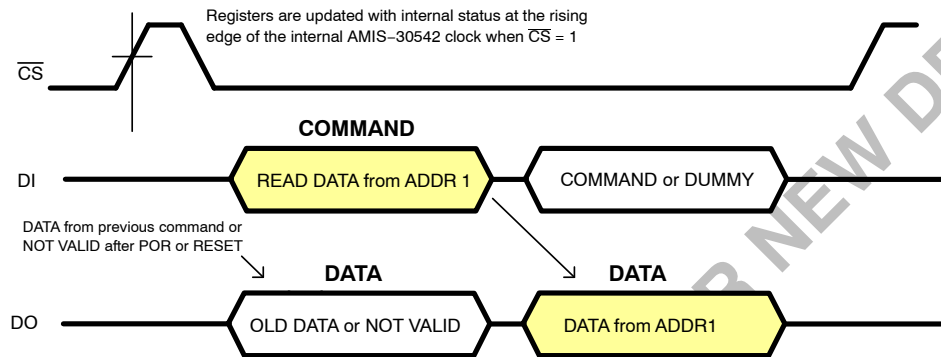 Registers are updated with internal status at the rising
edge of the internal AMIS−30542 clock when CS = 1
CS
COMMAND
DI
READ DATA from ADDR 1
COMMAND or DUMMY
DATA from previous command or
NOT VALID after POR or RESET
DATA
DATA
DO
OLD DATA or NOT VALID
DATA from ADDR1
R NEW DE